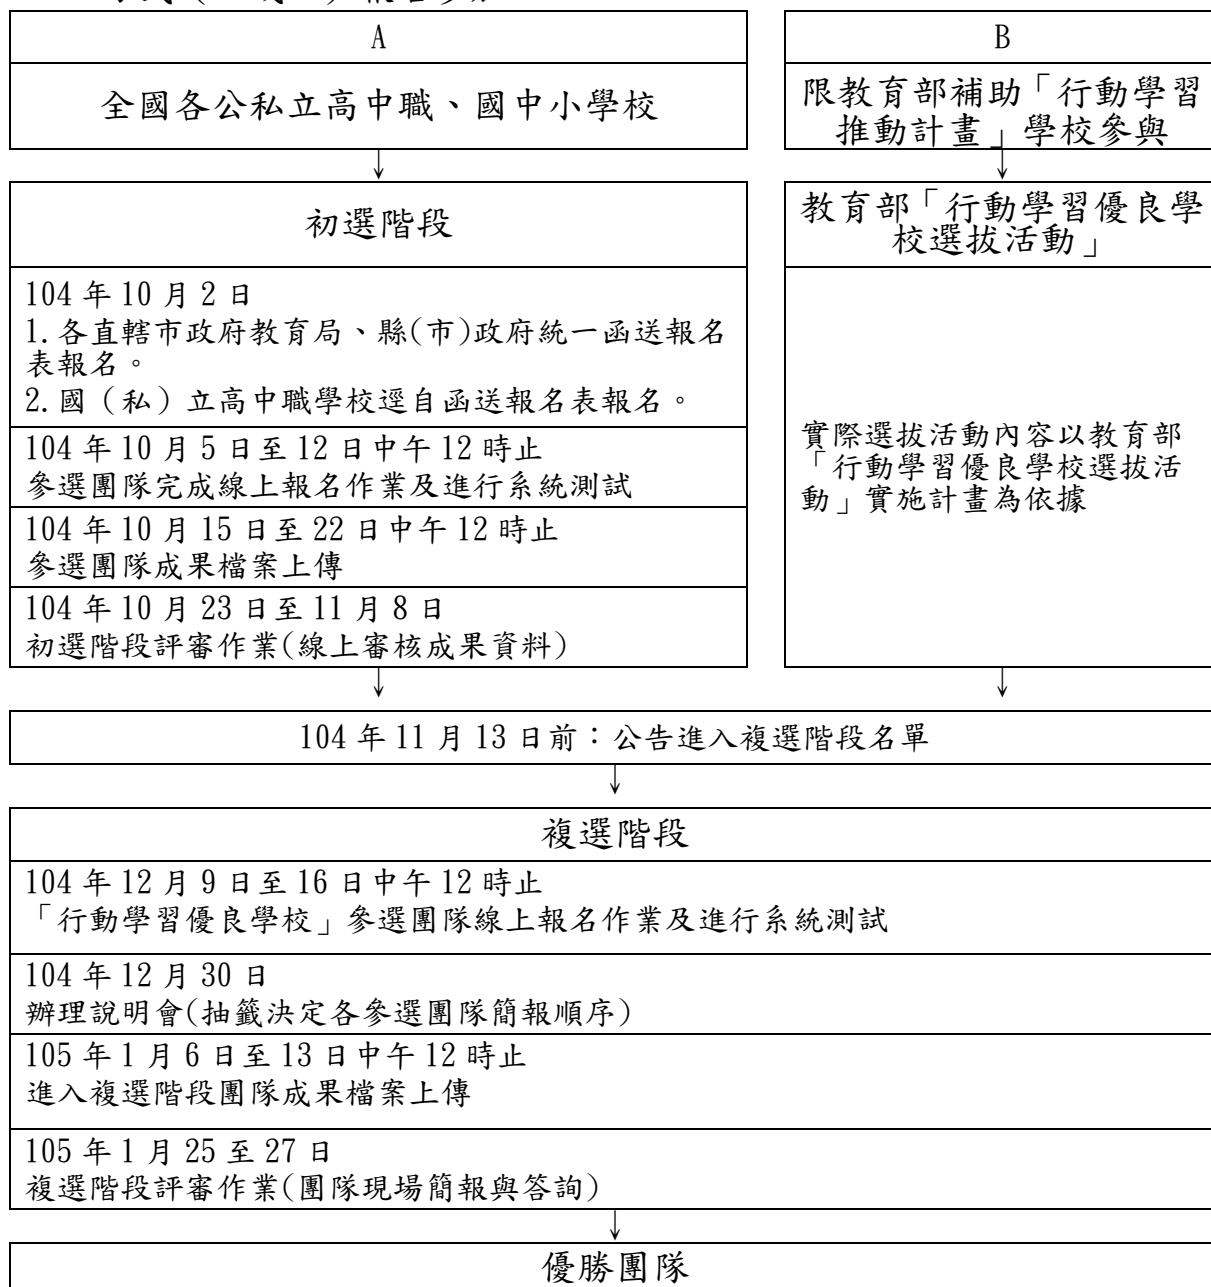 A
全國各公私立高中職、國中小學校
B
限教育部補助「行動學習
推動計畫」學校參與
↓
↓
初選階段
104 年 10 月 2 日
1.各直轄市政府教育局、縣(市)政府統一函送報名
表報名。
2.國（私）立高中職學校逕自函送報名表報名。
104 年 10 月 5 日至 12 日中午 12 時止
參選團隊完成線上報名作業及進行系統測試
104 年 10 月 15 日至 22 日中午 12 時止
參選團隊成果檔案上傳
104 年 10 月 23 日至 11 月 8 日
初選階段評審作業(線上審核成果資料)
教育部「行動學習優良學
校選拔活動」
實際選拔活動內容以教育部
「行動學習優良學校選拔活
動」實施計畫為依據
↓
↓
104 年 11 月 13 日前：公告進入複選階段名單
↓
複選階段
104 年 12 月 9 日至 16 日中午 12 時止
「行動學習優良學校」參選團隊線上報名作業及進行系統測試
104 年 12 月 30 日
辦理說明會(抽籤決定各參選團隊簡報順序)
105 年 1 月 6 日至 13 日中午 12 時止
進入複選階段團隊成果檔案上傳
105 年 1 月 25 至 27 日
複選階段評審作業(團隊現場簡報與答詢)
↓
優勝團隊